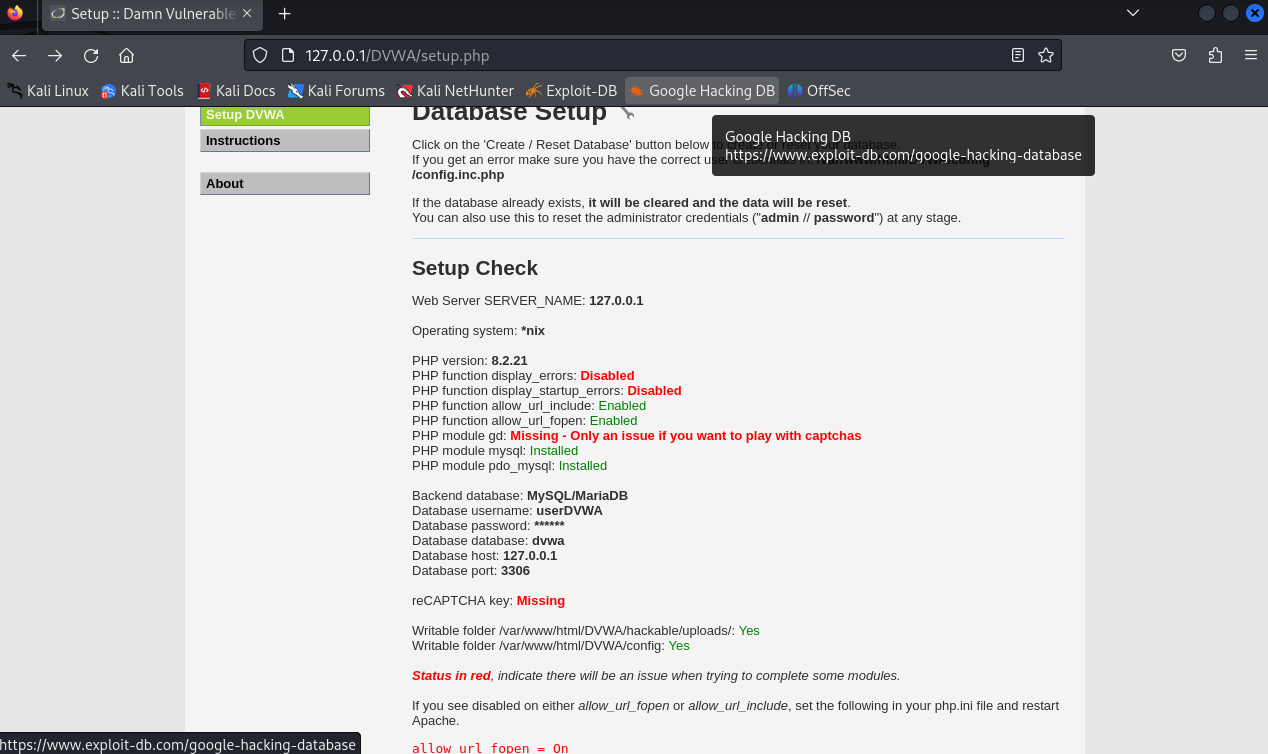 Setup :: Damn Vulnerable
127.0.0.1/DVWA/setup.php
Kali Linux Kali Tools Kali Docs Kali Forums Kali NetHunter Exploit-DB Google Hacking DB OffSec
Setup DVWA
Instructions
About
Database Setup
Google Hacking DB
https://www.exploit-db.com/google-hacking-database
Click on the 'Create / Reset Database' button below to create or reset your database.
If you get an error make sure you have the correct user credentials in:
/config.inc.php
If the database already exists, it will be cleared and the data will be reset.
You can also use this to reset the administrator credentials ("admin // password") at any stage.
Setup Check
Web Server SERVER_NAME: 127.0.0.1
Operating system: *nix
PHP version: 8.2.21
PHP function display_errors: Disabled
PHP function display_startup_errors: Disabled
PHP function allow_url_include: Enabled
PHP function allow_url_fopen: Enabled
PHP module gd: Missing - Only an issue if you want to play with captchas
PHP module mysql: Installed
PHP module pdo_mysql: Installed
Backend database: MySQL/MariaDB
Database username: userDVWA
Database password: ******
Database database: dvwa
Database host: 127.0.0.1
Database port: 3306
reCAPTCHA key: Missing
Writable folder /var/www/html/DVWA/hackable/uploads/: Yes
Writable folder /var/www/html/DVWA/config: Yes
Status in red, indicate there will be an issue when trying to complete some modules.
If you see disabled on either allow_url_fopen or allow_url_include, set the following in your php.ini file and restart
Apache.
allow_url_fopen = On
https://www.exploit-db.com/google-hacking-database